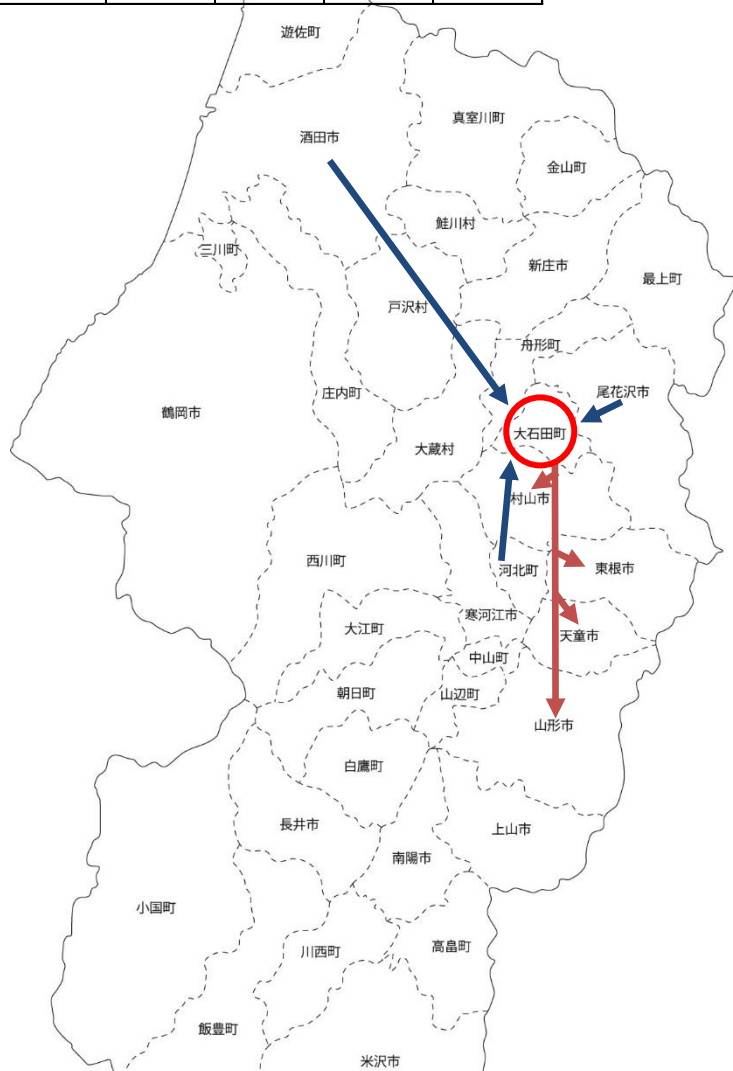 遊佐町
真室川町
酒田市
金山町
鮭川村
三川町
新庄市
最上町
戸沢村
舟形町
庄内町
尾花沢市
鶴岡市
大石田町
大蔵村
村山市
西川町
河北町
東根市
寒河江市
大江町
天童市
中山町
朝日町
山辺町
山形市
白鷹町
長井市
上山市
南陽市
小国町
高畠町
川西町
飯豊町
米沢市